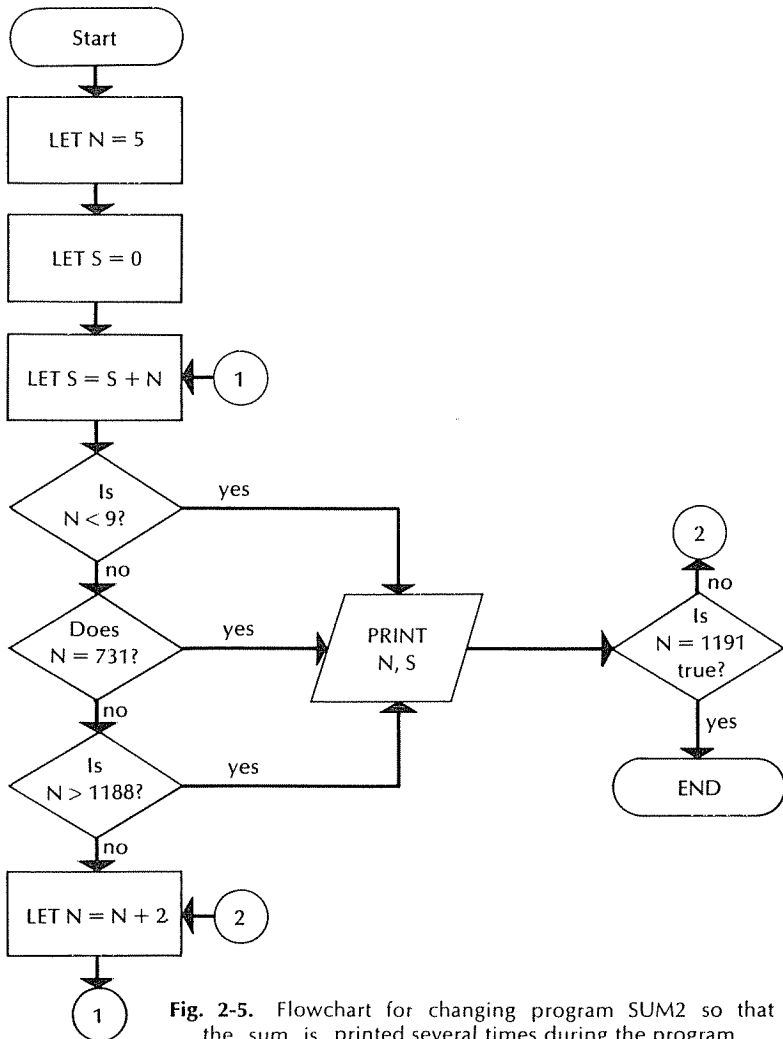 Start
LET N = 5
LET S = 0
LET S = S + N
1
Is
N < 9?
yes
no
Does
N = 731?
yes
no
Is
N > 1188?
yes
no
LET N = N + 2
2
1
PRINT
N, S
2
no
Is
N = 1191
true?
yes
END
Fig. 2-5. Flowchart for changing program SUM2 so that
the sum is printed several times during the program.